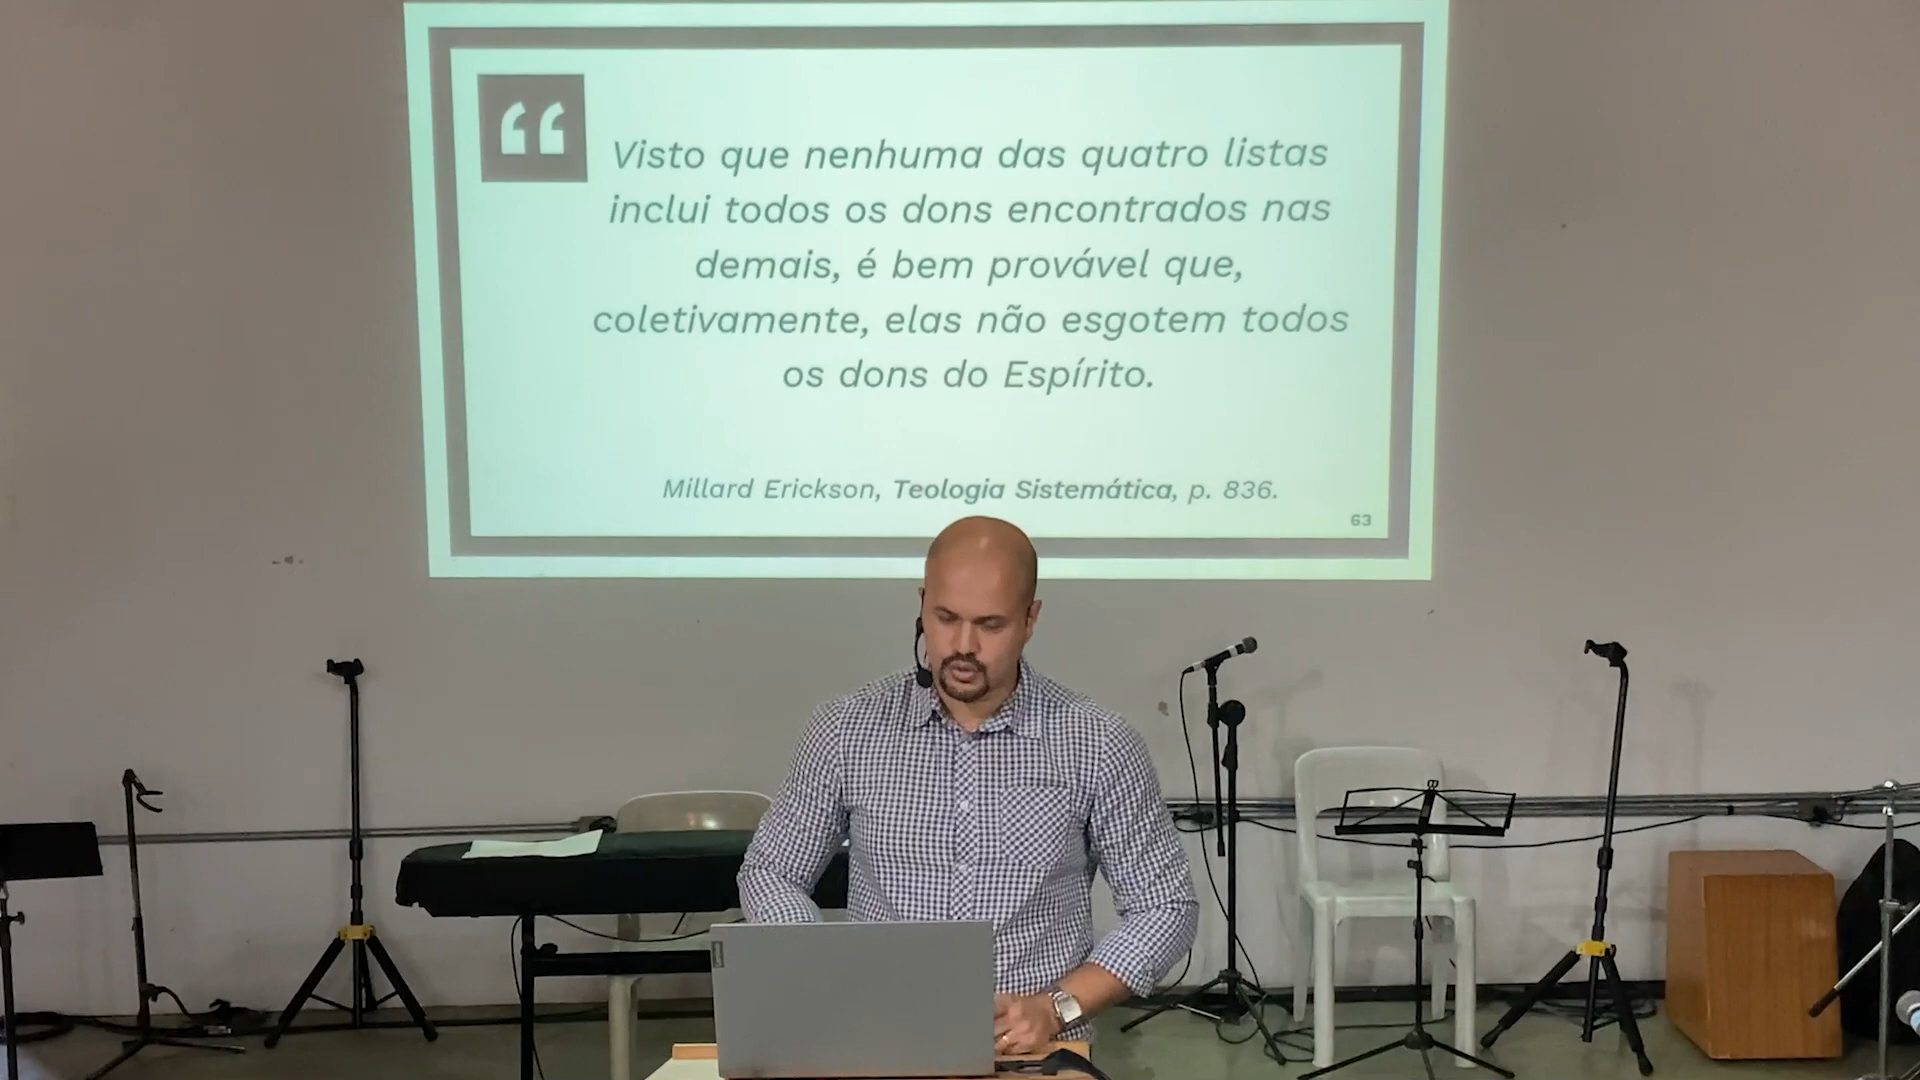 “
Visto que nenhuma das quatro listas
inclui todos os dons encontrados nas
demais, é bem provável que,
coletivamente, elas não esgotem todos
os dons do Espírito.
Millard Erickson, Teologia Sistemática, p. 836.
63